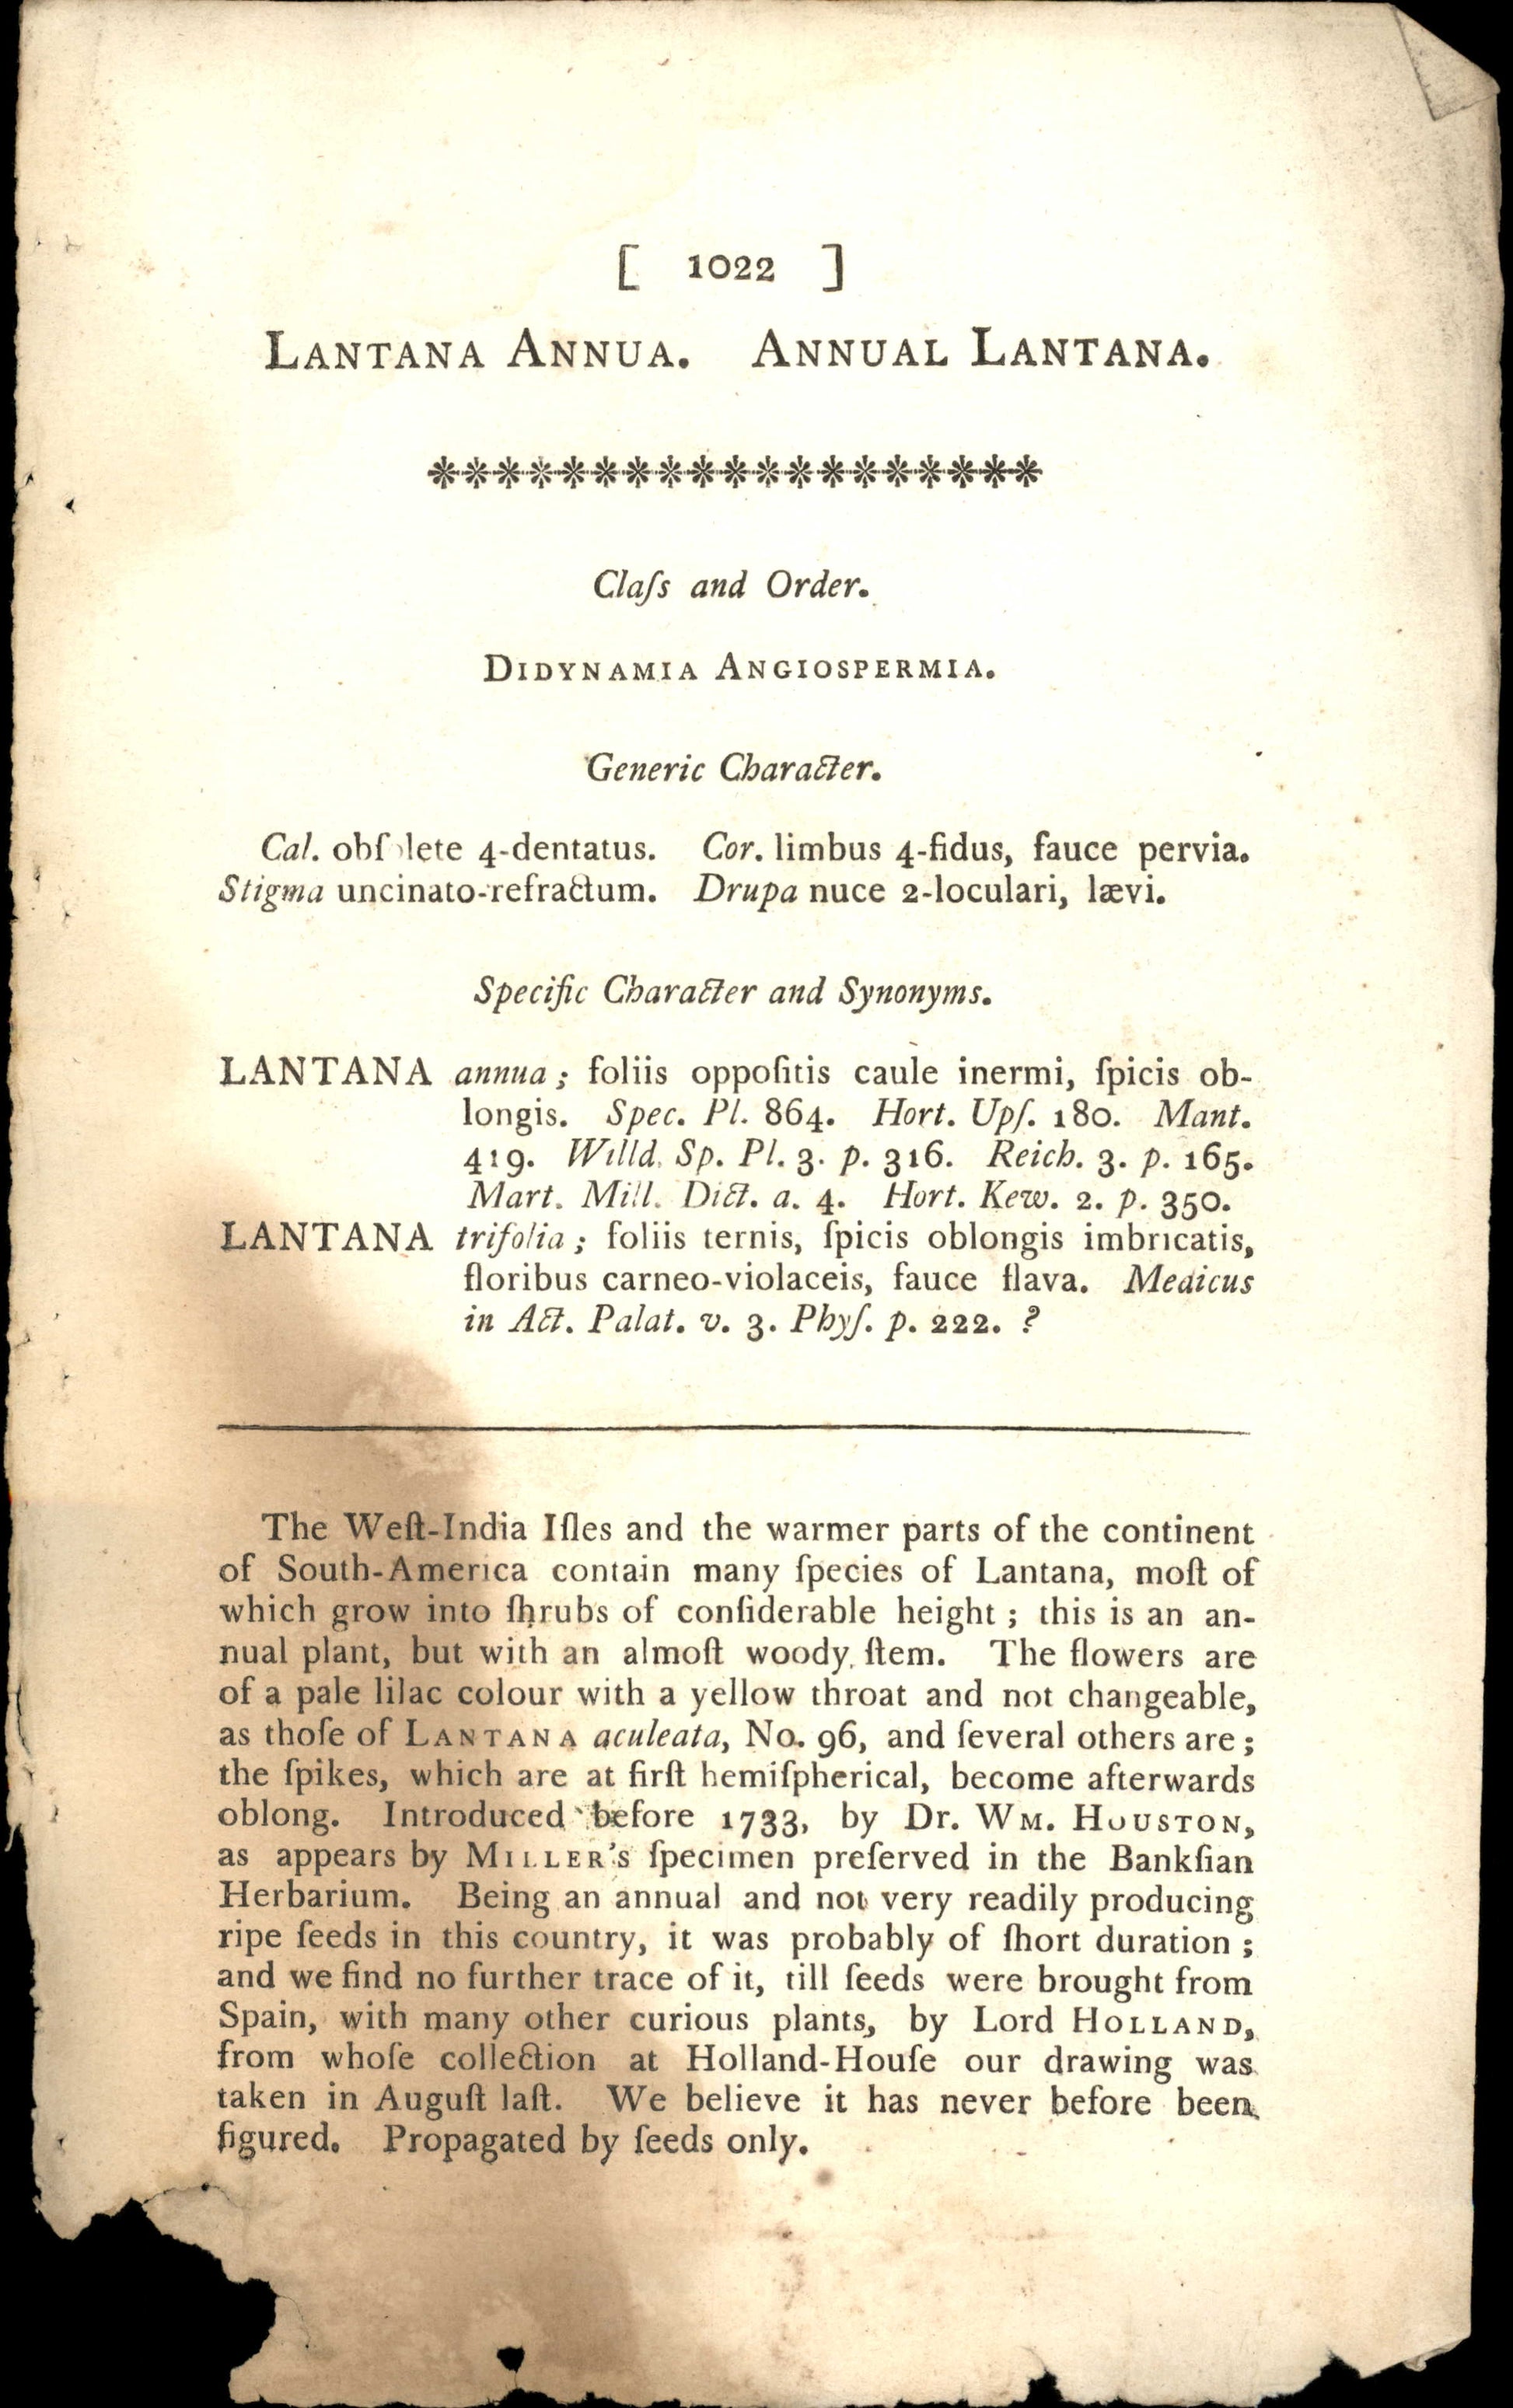 [ 1022 ]
LANTANA ANNUA. ANNUAL LANTANA.
*******************
Claſs and Order.
DIDYNAMIA ANGIOSPERMIA.
Generic Character.
Cal. obſolete 4-dentatus. Cor. limbus 4-fidus, fauce pervia.
Stigma uncinato-refractum. Drupa nuce 2-loculari, lævi.
Specific Character and Synonyms.
LANTANA annua; foliis oppoſitis caule inermi, ſpicis ob-
longis. Spec. Pl. 864. Hort. Upſ. 180. Mant.
419. Willd. Sp. Pl. 3. p. 316. Reich. 3. p. 165.
Mart. Mill. Dict. a. 4. Hort. Kew. 2. p. 350.
LANTANA trifolia; foliis ternis, ſpicis oblongis imbricatis,
floribus carneo-violaceis, fauce flava. Medicus
in Act. Palat. v. 3. Phyſ. p. 222. ?
The Weſt-India Iſles and the warmer parts of the continent
of South-America contain many ſpecies of Lantana, moſt of
which grow into ſhrubs of conſiderable height; this is an an-
nual plant, but with an almoſt woody ſtem. The flowers are
of a pale lilac colour with a yellow throat and not changeable,
as thoſe of LANTANA aculeata, No. 96, and ſeveral others are;
the ſpikes, which are at firſt hemiſpherical, become afterwards
oblong. Introduced before 1733, by Dr. WM. HOUSTON,
as appears by MILLER's ſpecimen preſerved in the Bankſian
Herbarium. Being an annual and not very readily producing
ripe ſeeds in this country, it was probably of ſhort duration;
and we find no further trace of it, till ſeeds were brought from
Spain, with many other curious plants, by Lord HOLLAND,
from whoſe collection at Holland-Houſe our drawing was
taken in Auguſt laſt. We believe it has never before been
figured. Propagated by ſeeds only.